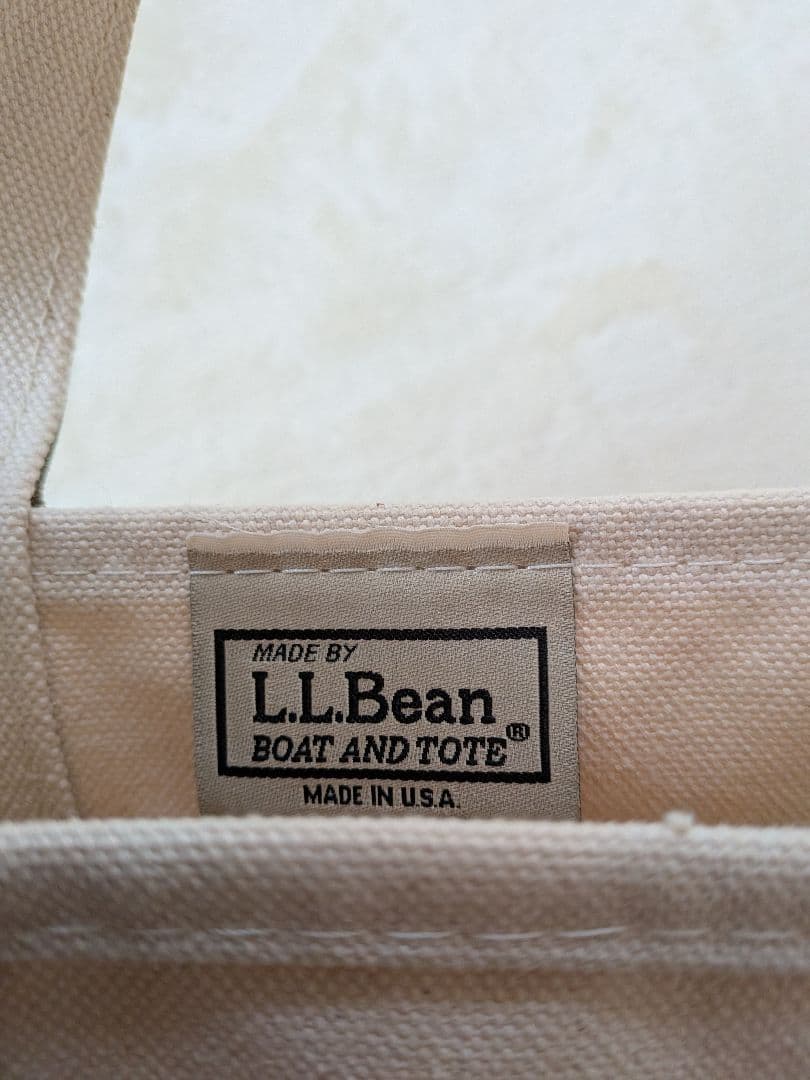 MADE BY
L.L.Bean
BOAT AND TOTE®
MADE IN U.S.A.